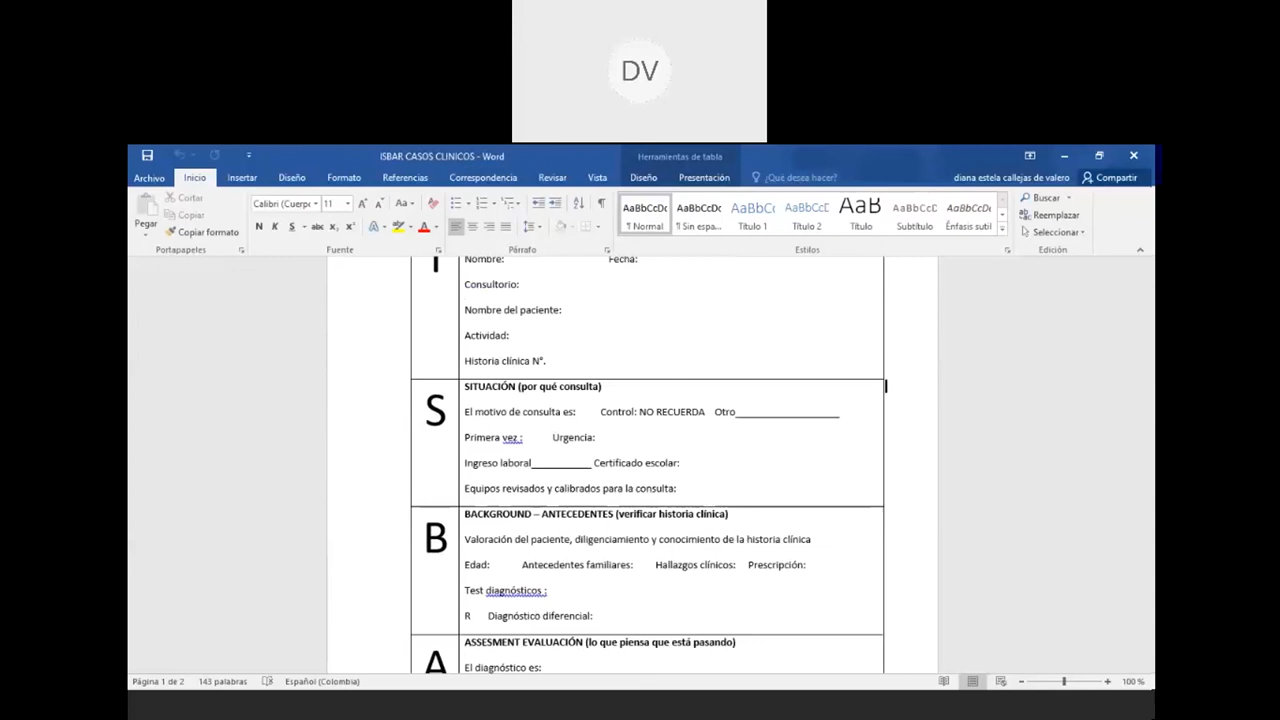 DV
ISBAR CASOS CLINICOS - Word
Herramientas de tabla
Archivo Inicio Insertar Diseño Formato Referencias Correspondencia Revisar Vista Diseño Presentación ¿Qué desea hacer? diana estela callejas de valero Compartir
Pegar
Cortar
Copiar
Copiar formato
Portapapeles
Calibri (Cuerpo 11
Fuente
Párrafo
AaBbCcDc AaBbCcDc AaBbCc AaBbCcD AaB AaBbCcD AaBbCcDc
¶ Normal ¶ Sin espa... Título 1 Título 2 Título Subtítulo Énfasis sutil
Estilos
Buscar
Reemplazar
Seleccionar
Edición
I
Nombre: Fecha:
Consultorio:
Nombre del paciente:
Actividad:
Historia clínica N°.
S
SITUACIÓN (por qué consulta)
El motivo de consulta es: Control: NO RECUERDA Otro____________________
Primera vez : Urgencia:
Ingreso laboral___________ Certificado escolar:
Equipos revisados y calibrados para la consulta:
B
BACKGROUND – ANTECEDENTES (verificar historia clínica)
Valoración del paciente, diligenciamiento y conocimiento de la historia clínica
Edad: Antecedentes familiares: Hallazgos clínicos: Prescripción:
Test diagnósticos :
R Diagnóstico diferencial:
A
ASSESMENT EVALUACIÓN (lo que piensa que está pasando)
El diagnóstico es:
Página 1 de 2 143 palabras Español (Colombia) 100 %